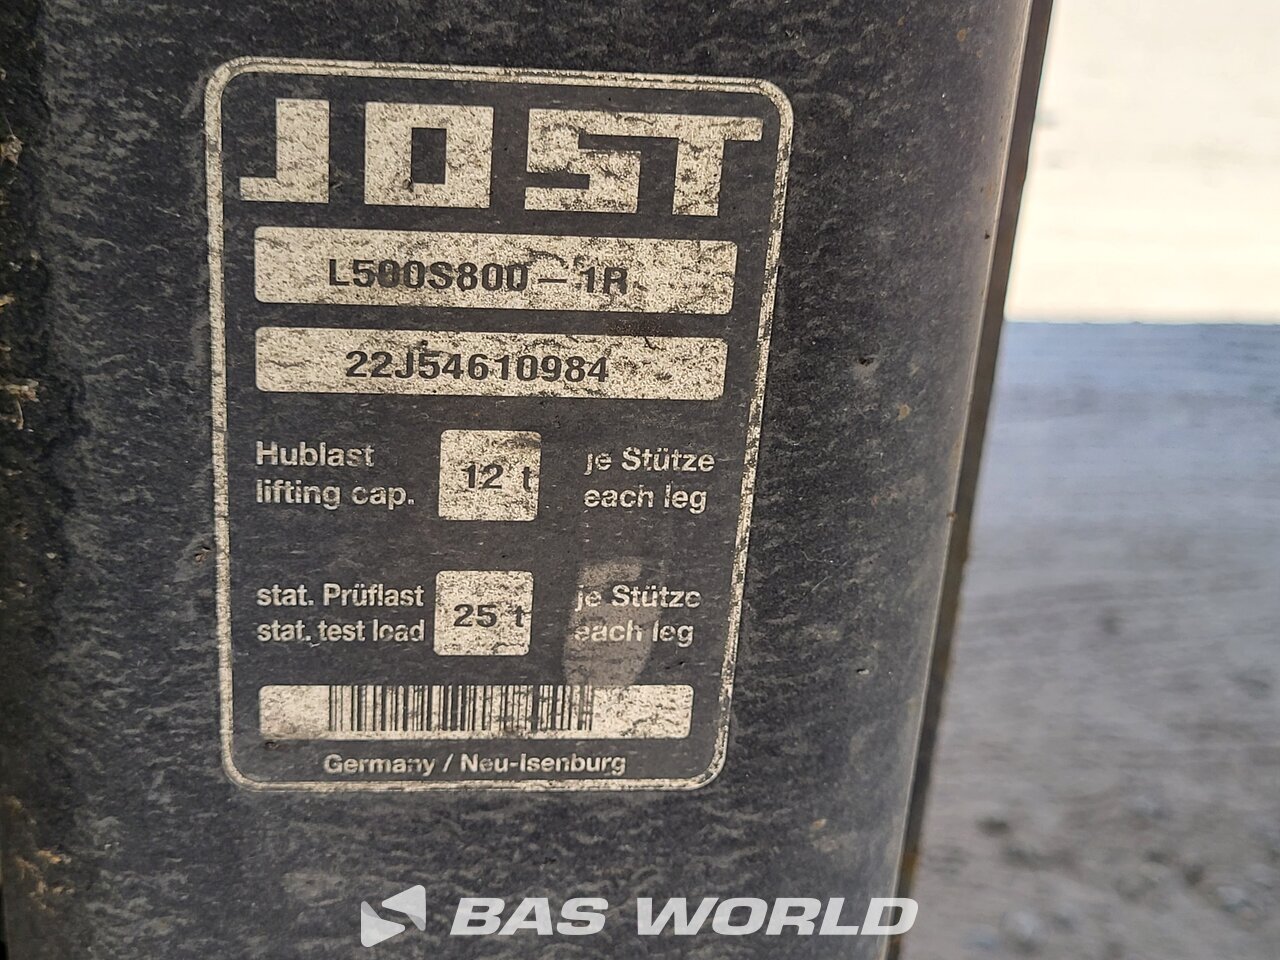 JOST
L500S800-1R
22J54610984
Hublast
lifting cap.
12 t
je Stütze
each leg
stat. Prüflast
stat. test load
25 t
je Stütze
each leg
Germany / Neu-Isenburg
BAS WORLD